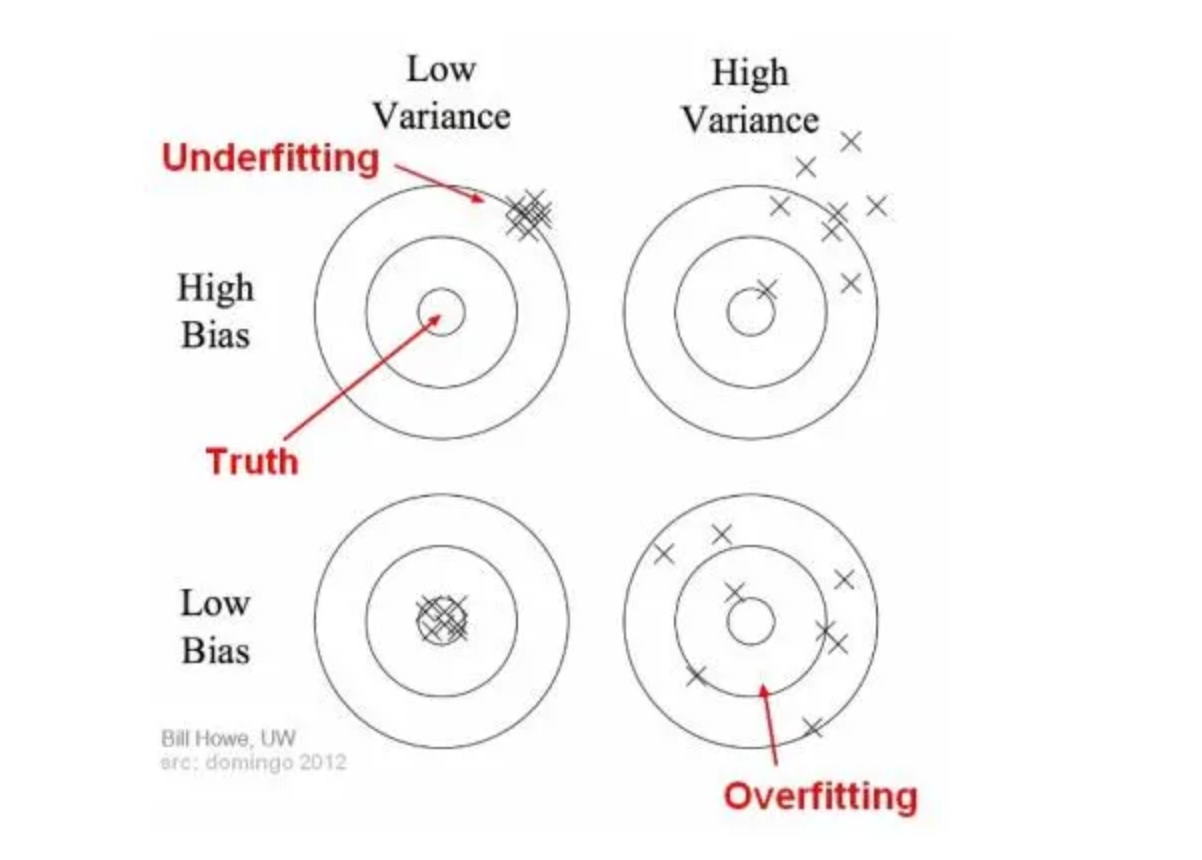 Low
Variance
High
Variance
Underfitting
High
Bias
Truth
Low
Bias
Bill Howe, UW
src: domingo 2012
Overfitting